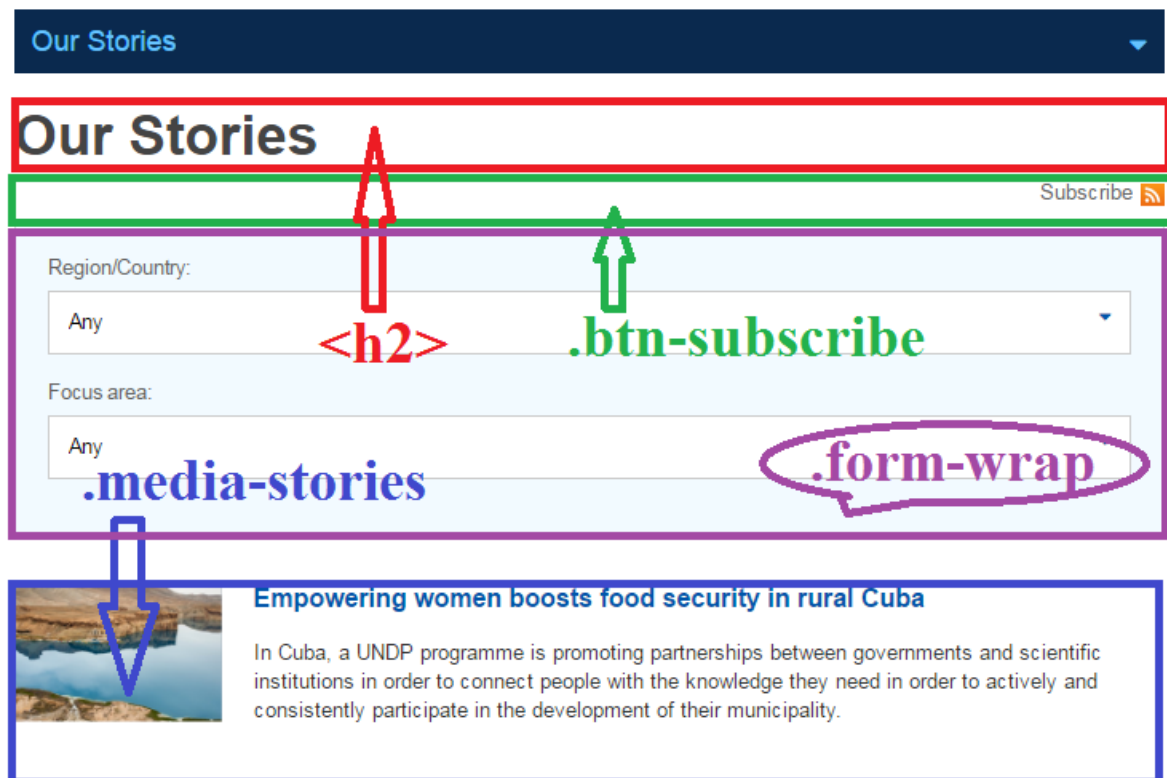 Our Stories
Our Stories
Subscribe
Region/Country:
Any
<h2>
.btn-subscribe
Focus area:
Any
.form-wrap
.media-stories
Empowering women boosts food security in rural Cuba
In Cuba, a UNDP programme is promoting partnerships between governments and scientific
institutions in order to connect people with the knowledge they need in order to actively and
consistently participate in the development of their municipality.